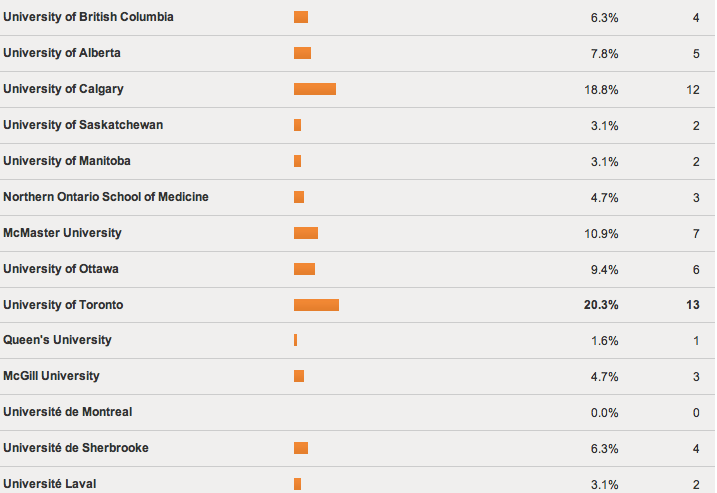 University of British Columbia 6.3% 4
University of Alberta 7.8% 5
University of Calgary 18.8% 12
University of Saskatchewan 3.1% 2
University of Manitoba 3.1% 2
Northern Ontario School of Medicine 4.7% 3
McMaster University 10.9% 7
University of Ottawa 9.4% 6
University of Toronto 20.3% 13
Queen's University 1.6% 1
McGill University 4.7% 3
Université de Montreal 0.0% 0
Université de Sherbrooke 6.3% 4
Université Laval 3.1% 2